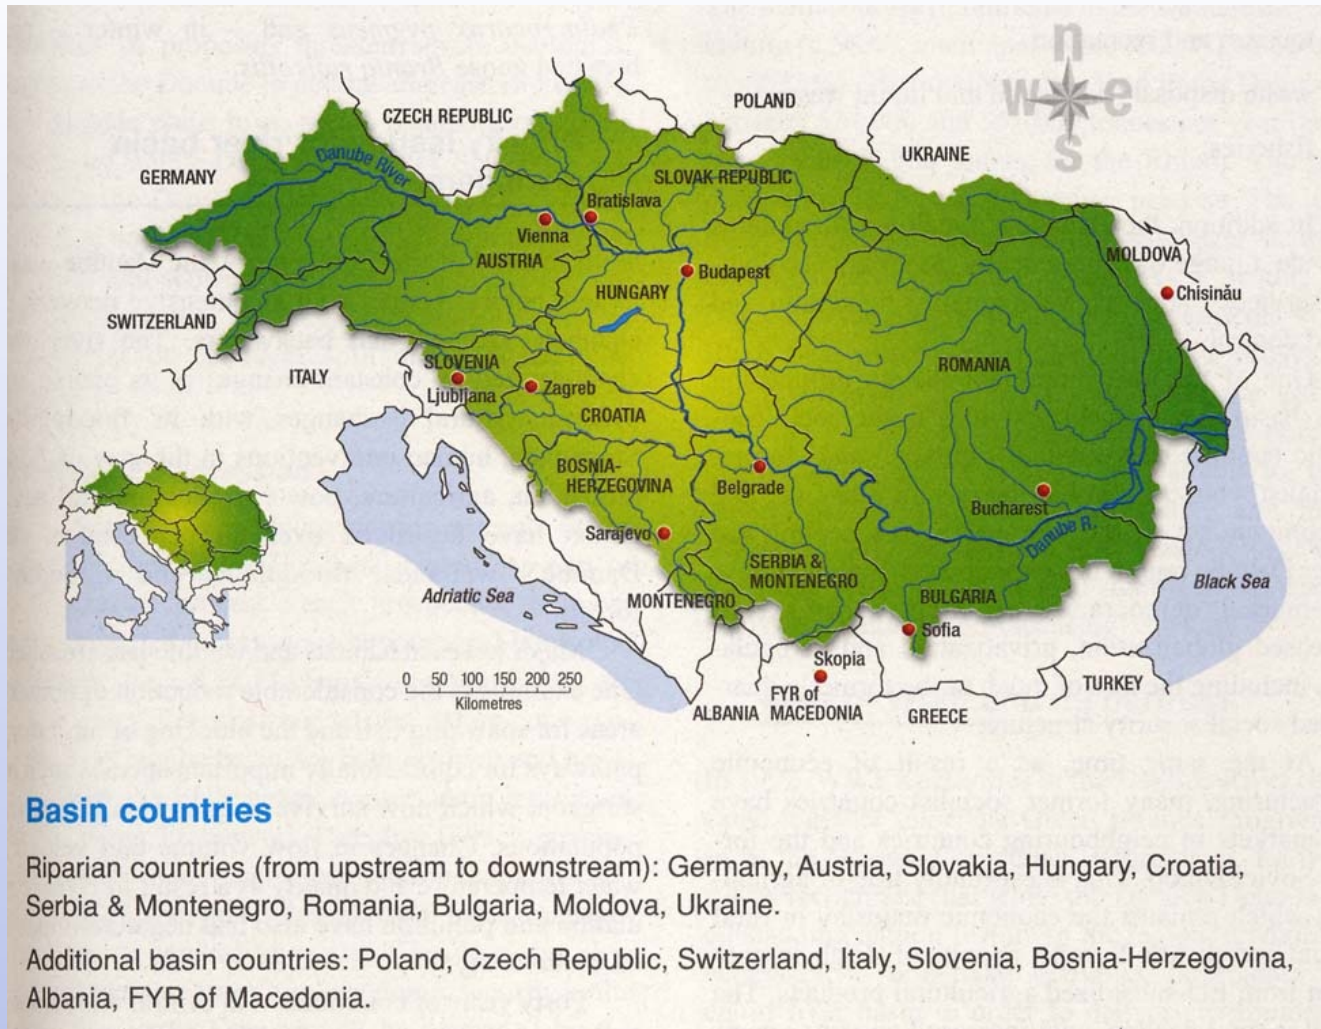 n
w e
s
POLAND
CZECH REPUBLIC
UKRAINE
GERMANY
Danube River
SLOVAK REPUBLIC
Bratislava
Vienna
AUSTRIA
MOLDOVA
Budapest
HUNGARY
Chisinău
SWITZERLAND
ITALY
SLOVENIA
Ljubljana
Zagreb
ROMANIA
CROATIA
BOSNIA-
HERZEGOVINA
Belgrade
Bucharest
Sarajevo
Danube R.
SERBIA &
MONTENEGRO
Black Sea
Adriatic Sea
MONTENEGRO
BULGARIA
Sofia
Skopia
0 50 100 150 200 250
Kilometres
ALBANIA
FYR of
MACEDONIA
GREECE
TURKEY
Basin countries
Riparian countries (from upstream to downstream): Germany, Austria, Slovakia, Hungary, Croatia,
Serbia & Montenegro, Romania, Bulgaria, Moldova, Ukraine.
Additional basin countries: Poland, Czech Republic, Switzerland, Italy, Slovenia, Bosnia-Herzegovina,
Albania, FYR of Macedonia.